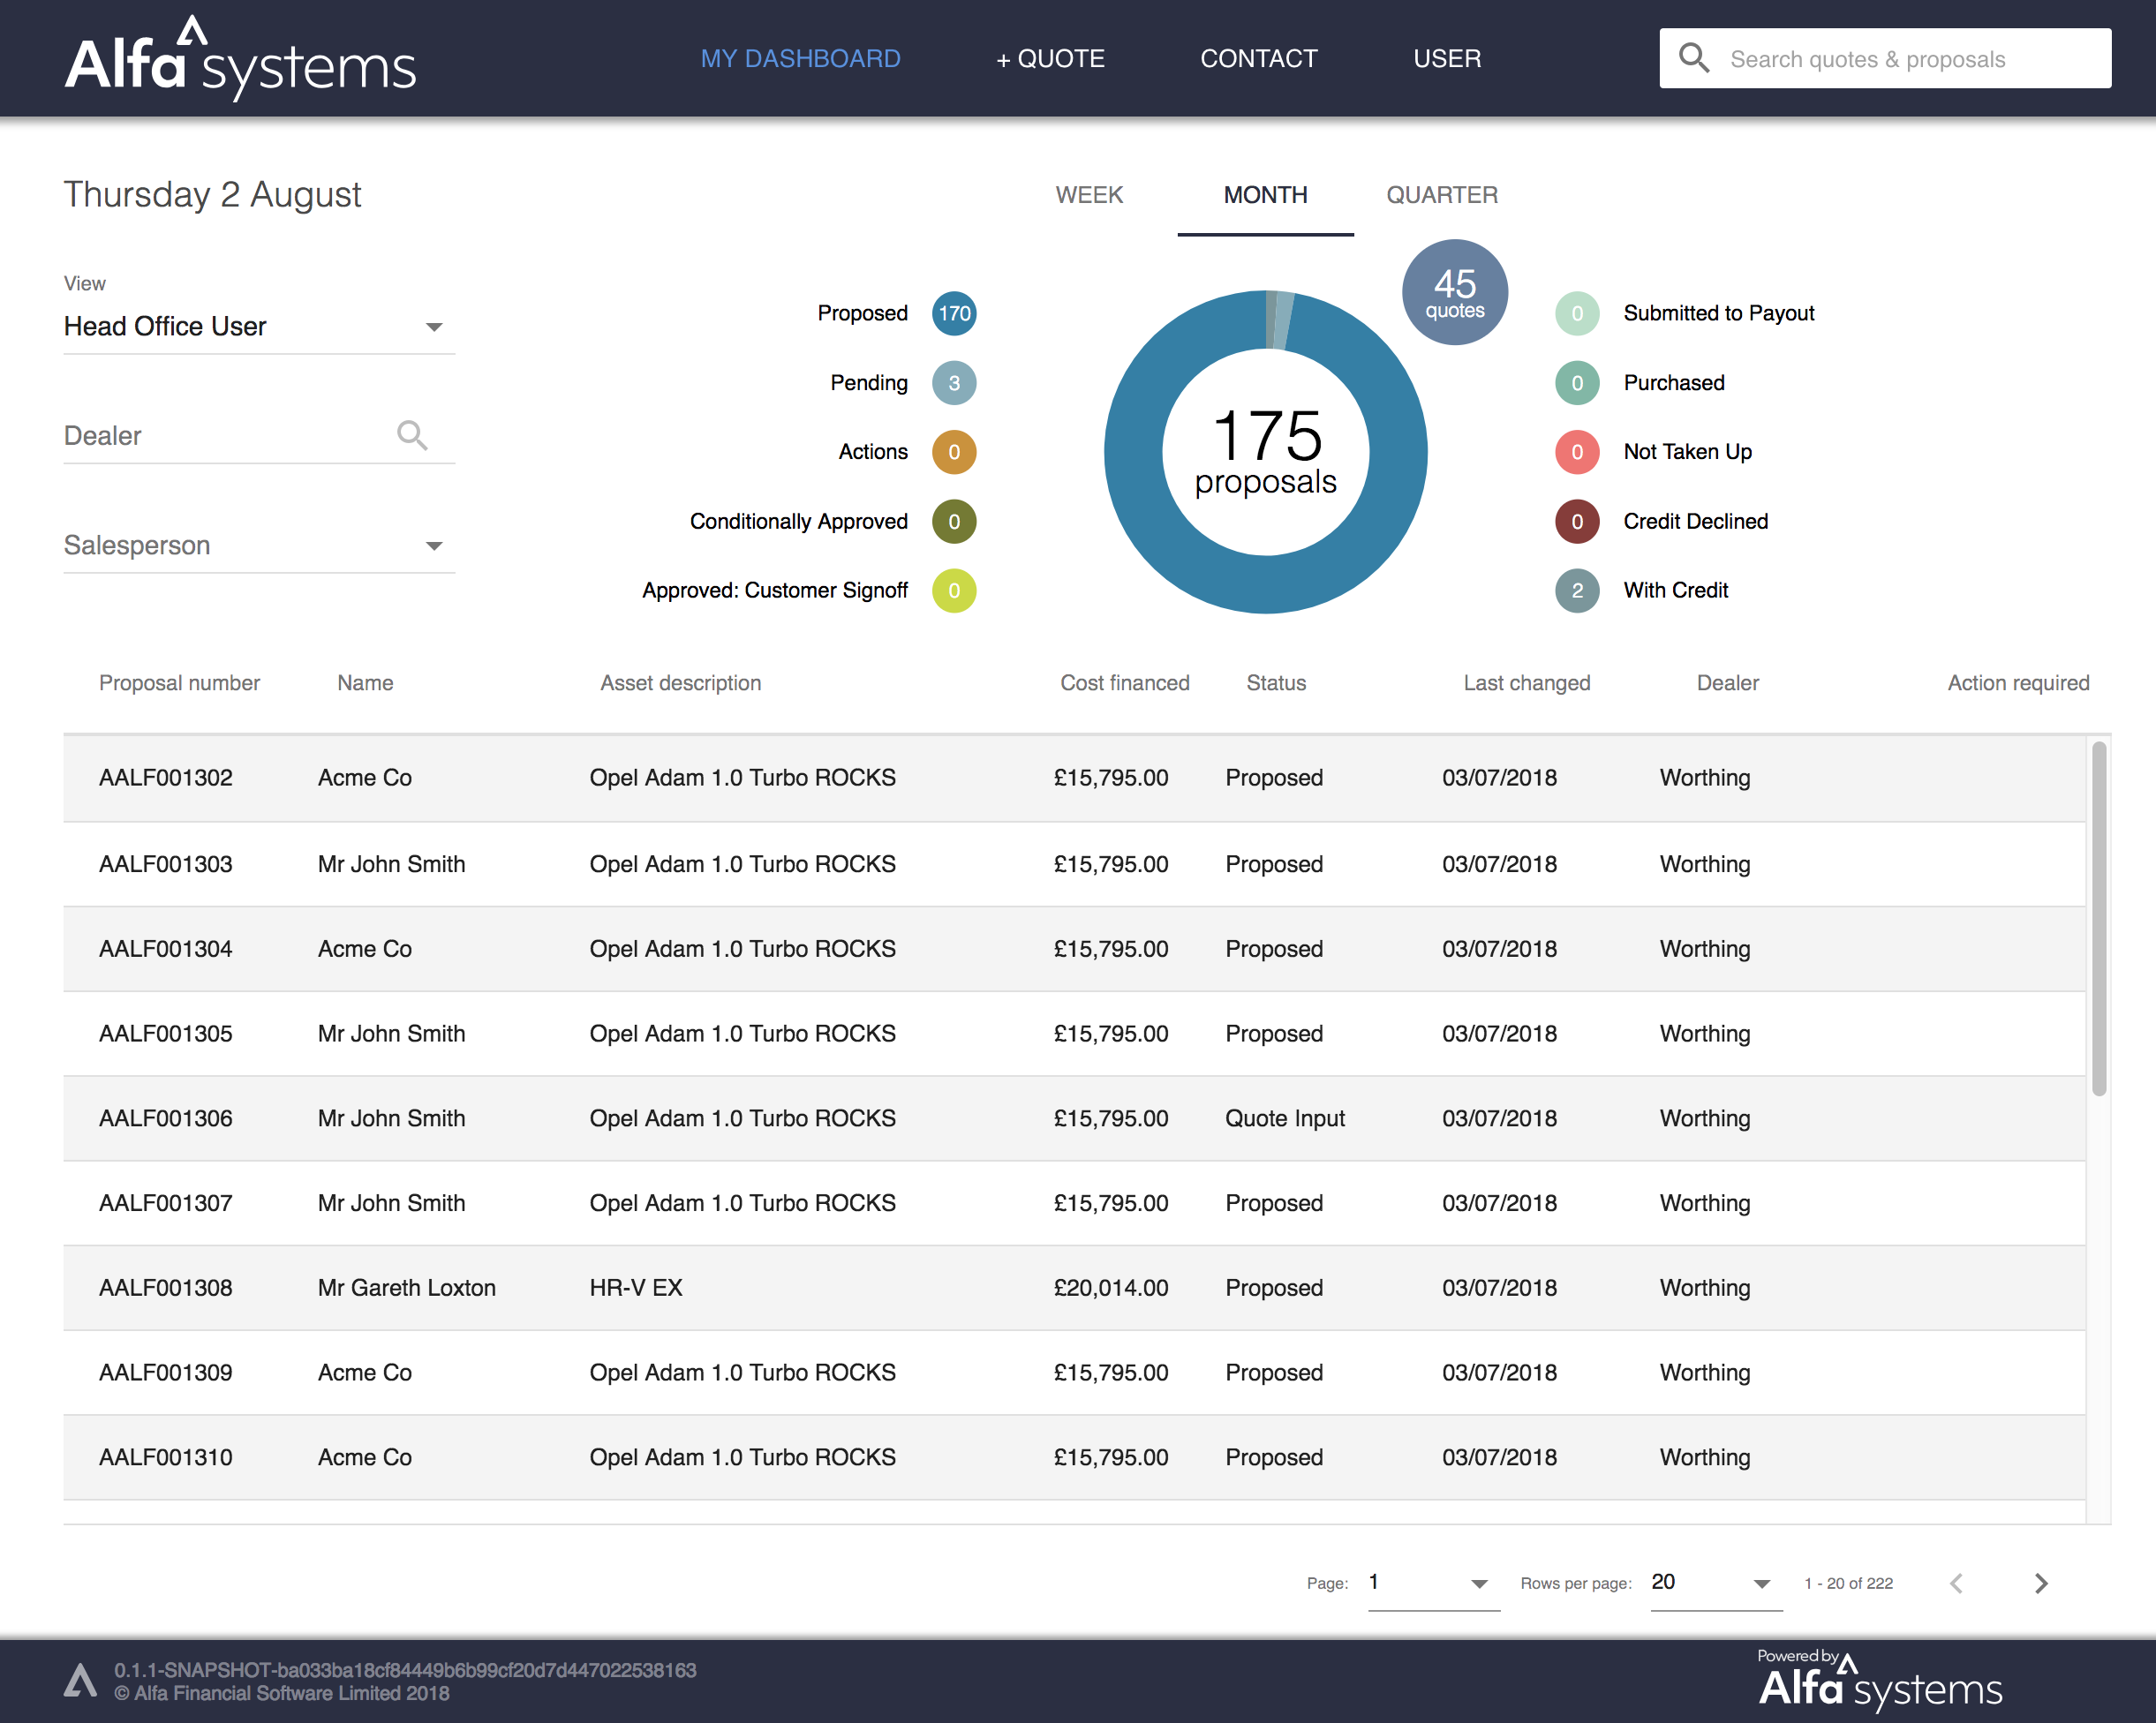 Alfa systems
MY DASHBOARD + QUOTE CONTACT USER Search quotes & proposals
Thursday 2 August
WEEK MONTH QUARTER
View
Head Office User
Dealer
Salesperson
Proposed 170
Pending 3
Actions 0
Conditionally Approved 0
Approved: Customer Signoff 0
175
proposals
45
quotes
0 Submitted to Payout
0 Purchased
0 Not Taken Up
0 Credit Declined
2 With Credit
Proposal number Name Asset description Cost financed Status Last changed Dealer Action required
AALF001302 Acme Co Opel Adam 1.0 Turbo ROCKS £15,795.00 Proposed 03/07/2018 Worthing
AALF001303 Mr John Smith Opel Adam 1.0 Turbo ROCKS £15,795.00 Proposed 03/07/2018 Worthing
AALF001304 Acme Co Opel Adam 1.0 Turbo ROCKS £15,795.00 Proposed 03/07/2018 Worthing
AALF001305 Mr John Smith Opel Adam 1.0 Turbo ROCKS £15,795.00 Proposed 03/07/2018 Worthing
AALF001306 Mr John Smith Opel Adam 1.0 Turbo ROCKS £15,795.00 Quote Input 03/07/2018 Worthing
AALF001307 Mr John Smith Opel Adam 1.0 Turbo ROCKS £15,795.00 Proposed 03/07/2018 Worthing
AALF001308 Mr Gareth Loxton HR-V EX £20,014.00 Proposed 03/07/2018 Worthing
AALF001309 Acme Co Opel Adam 1.0 Turbo ROCKS £15,795.00 Proposed 03/07/2018 Worthing
AALF001310 Acme Co Opel Adam 1.0 Turbo ROCKS £15,795.00 Proposed 03/07/2018 Worthing
Page: 1 Rows per page: 20 1 - 20 of 222
0.1.1-SNAPSHOT-ba033ba18cf84449b6b99cf20d7d447022538163
© Alfa Financial Software Limited 2018
Powered by
Alfa systems